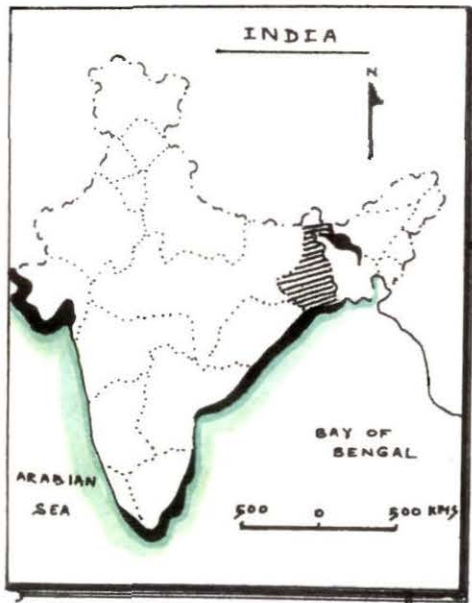 INDIA
N
BAY OF
BENGAL
ARABIAN
SEA
500 0 500 KMS